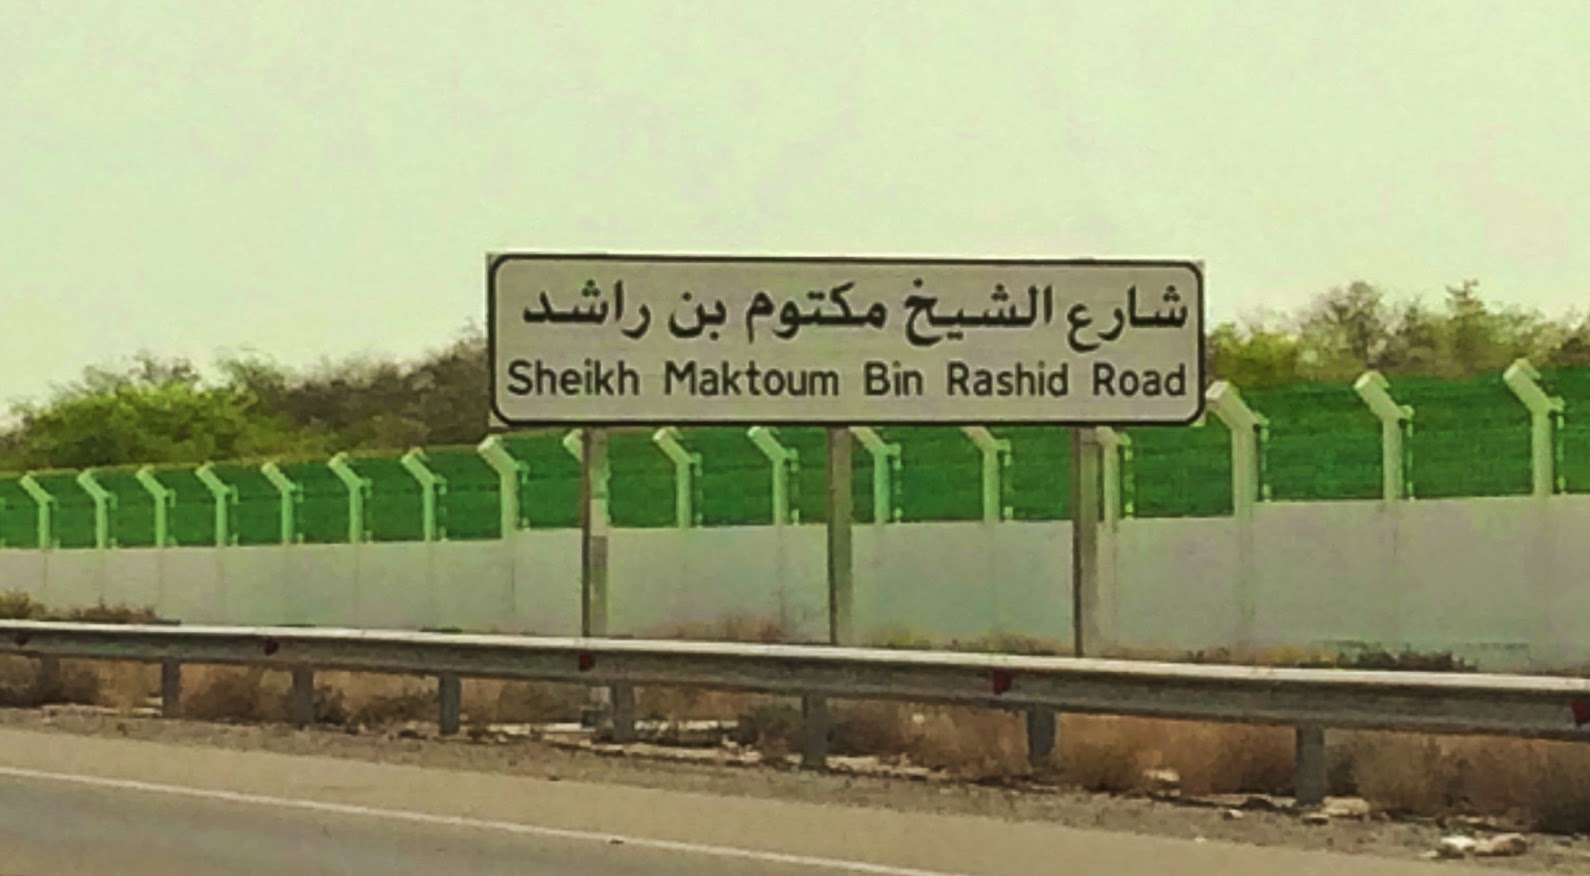 شارع الشيخ مكتوم بن راشد
Sheikh Maktoum Bin Rashid Road